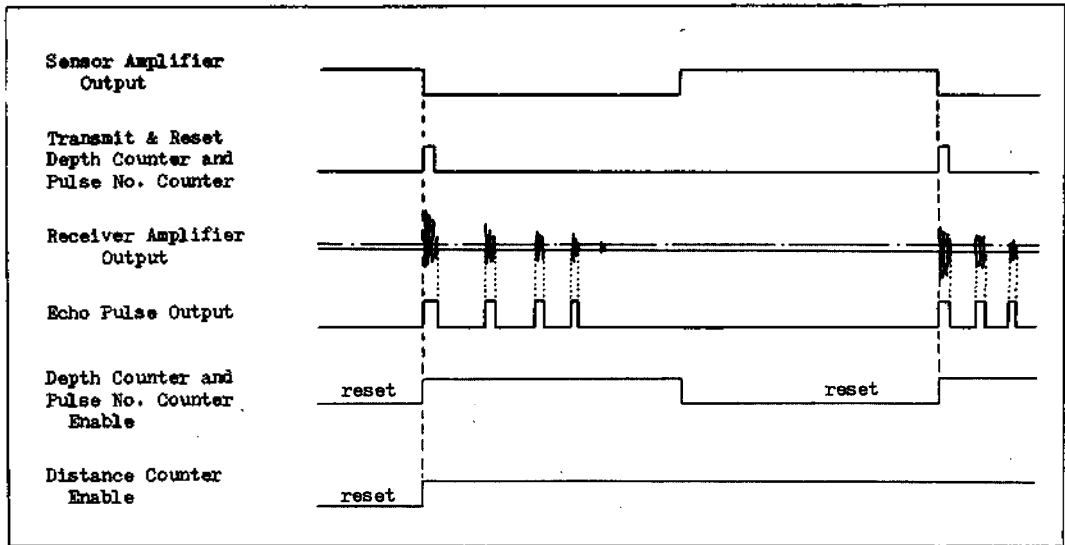 Sensor Amplifier
Output
Transmit & Reset
Depth Counter and
Pulse No. Counter
Receiver Amplifier
Output
Echo Pulse Output
Depth Counter and
Pulse No. Counter
Enable
reset
reset
Distance Counter
Enable
reset